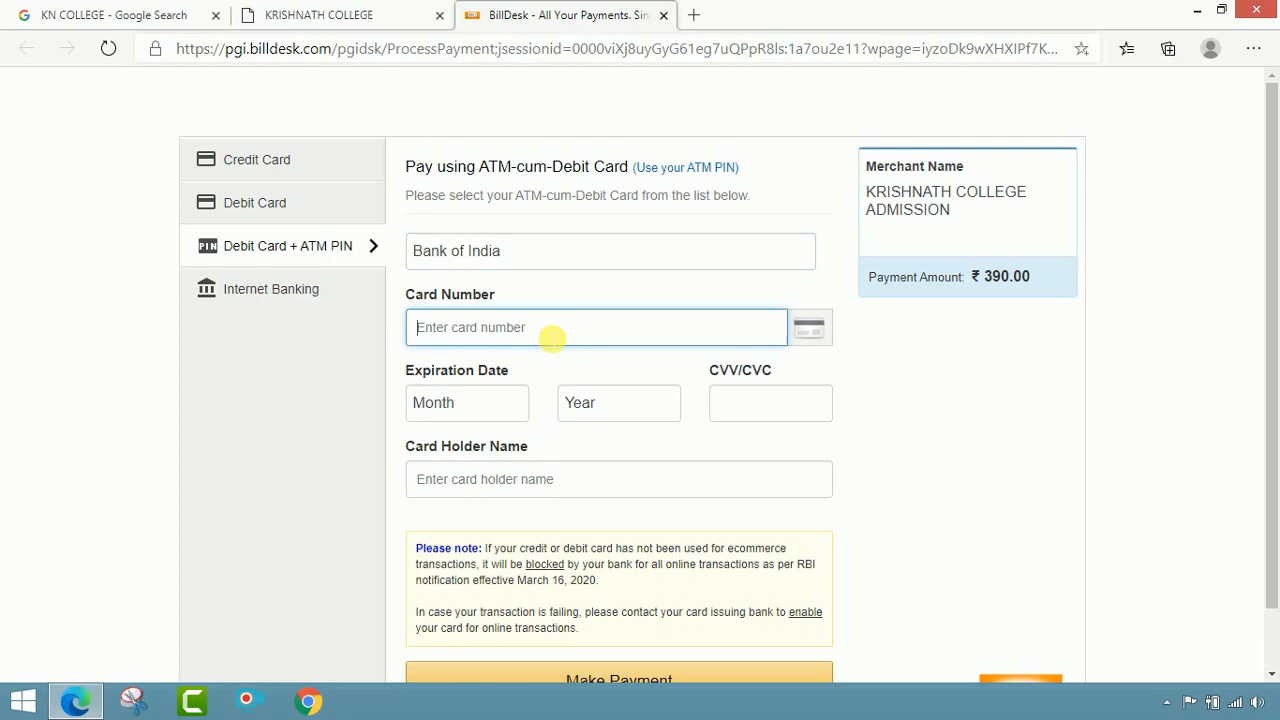 KN COLLEGE - Google Search
KRISHNATH COLLEGE
BillDesk - All Your Payments. Sin
https://pgi.billdesk.com/pgidsk/ProcessPayment;jsessionid=0000viXj8uyGyG61eg7uQPpR8ls:1a7ou2e11?wpage=iyzoDk9wXHXIPf7K...
Credit Card
Debit Card
PIN Debit Card + ATM PIN
Internet Banking
Pay using ATM-cum-Debit Card (Use your ATM PIN)
Please select your ATM-cum-Debit Card from the list below.
Bank of India
Card Number
Enter card number
Expiration Date CVV/CVC
Month Year
Card Holder Name
Enter card holder name
Please note: If your credit or debit card has not been used for ecommerce
transactions, it will be blocked by your bank for all online transactions as per RBI
notification effective March 16, 2020.
In case your transaction is failing, please contact your card issuing bank to enable
your card for online transactions.
Make Payment
Merchant Name
KRISHNATH COLLEGE
ADMISSION
Payment Amount: ₹ 390.00